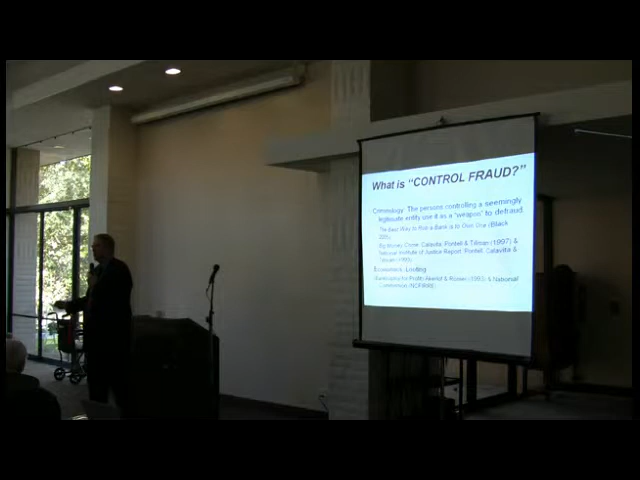 What is "CONTROL FRAUD?"
Criminology: The persons controlling a seemingly
legitimate entity use it as a "weapon" to defraud.
The Best Way to Rob a Bank is to Own One (Black
2005)
Big Money Crime: Calavita, Pontell & Tillman (1997) &
National Institute of Justice Report, Pontell, Calavita &
Tillman
Economics: Looting
Bankruptcy for Profit: Akerlof & Romer (1993) & National
Commission (NCFIRRE)